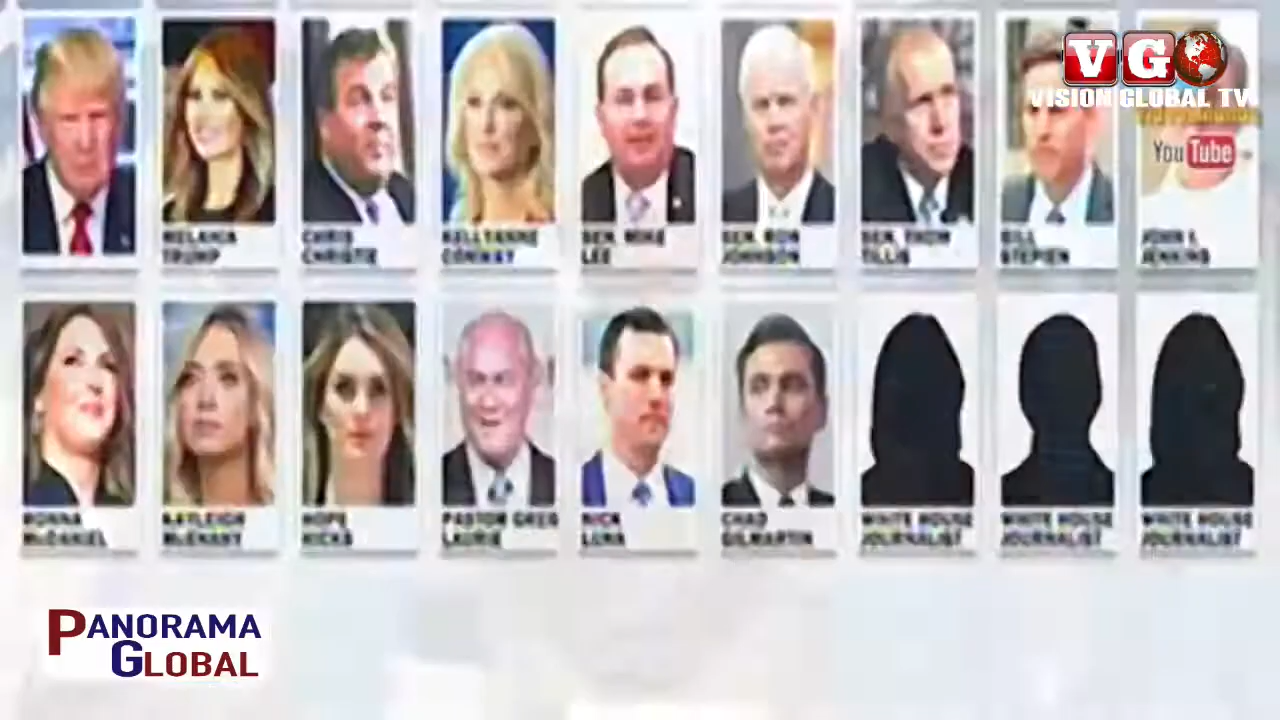 VG
VISION GLOBAL TV
YouTube
MELANIA
TRUMP
CHRIS
CHRISTIE
KELLYANNE
CONWAY
SEN. MIKE
LEE
SEN. RON
JOHNSON
SEN. THOM
TILLIS
BILL
STEPIEN
JOHN I.
JENKINS
RONNA
McDANIEL
KAYLEIGH
McENANY
HOPE
HICKS
PASTOR GREG
LAURIE
NICK
LUNA
CHAD
GILMARTIN
WHITE HOUSE
JOURNALIST
WHITE HOUSE
JOURNALIST
WHITE HOUSE
JOURNALIST
PANORAMA
GLOBAL